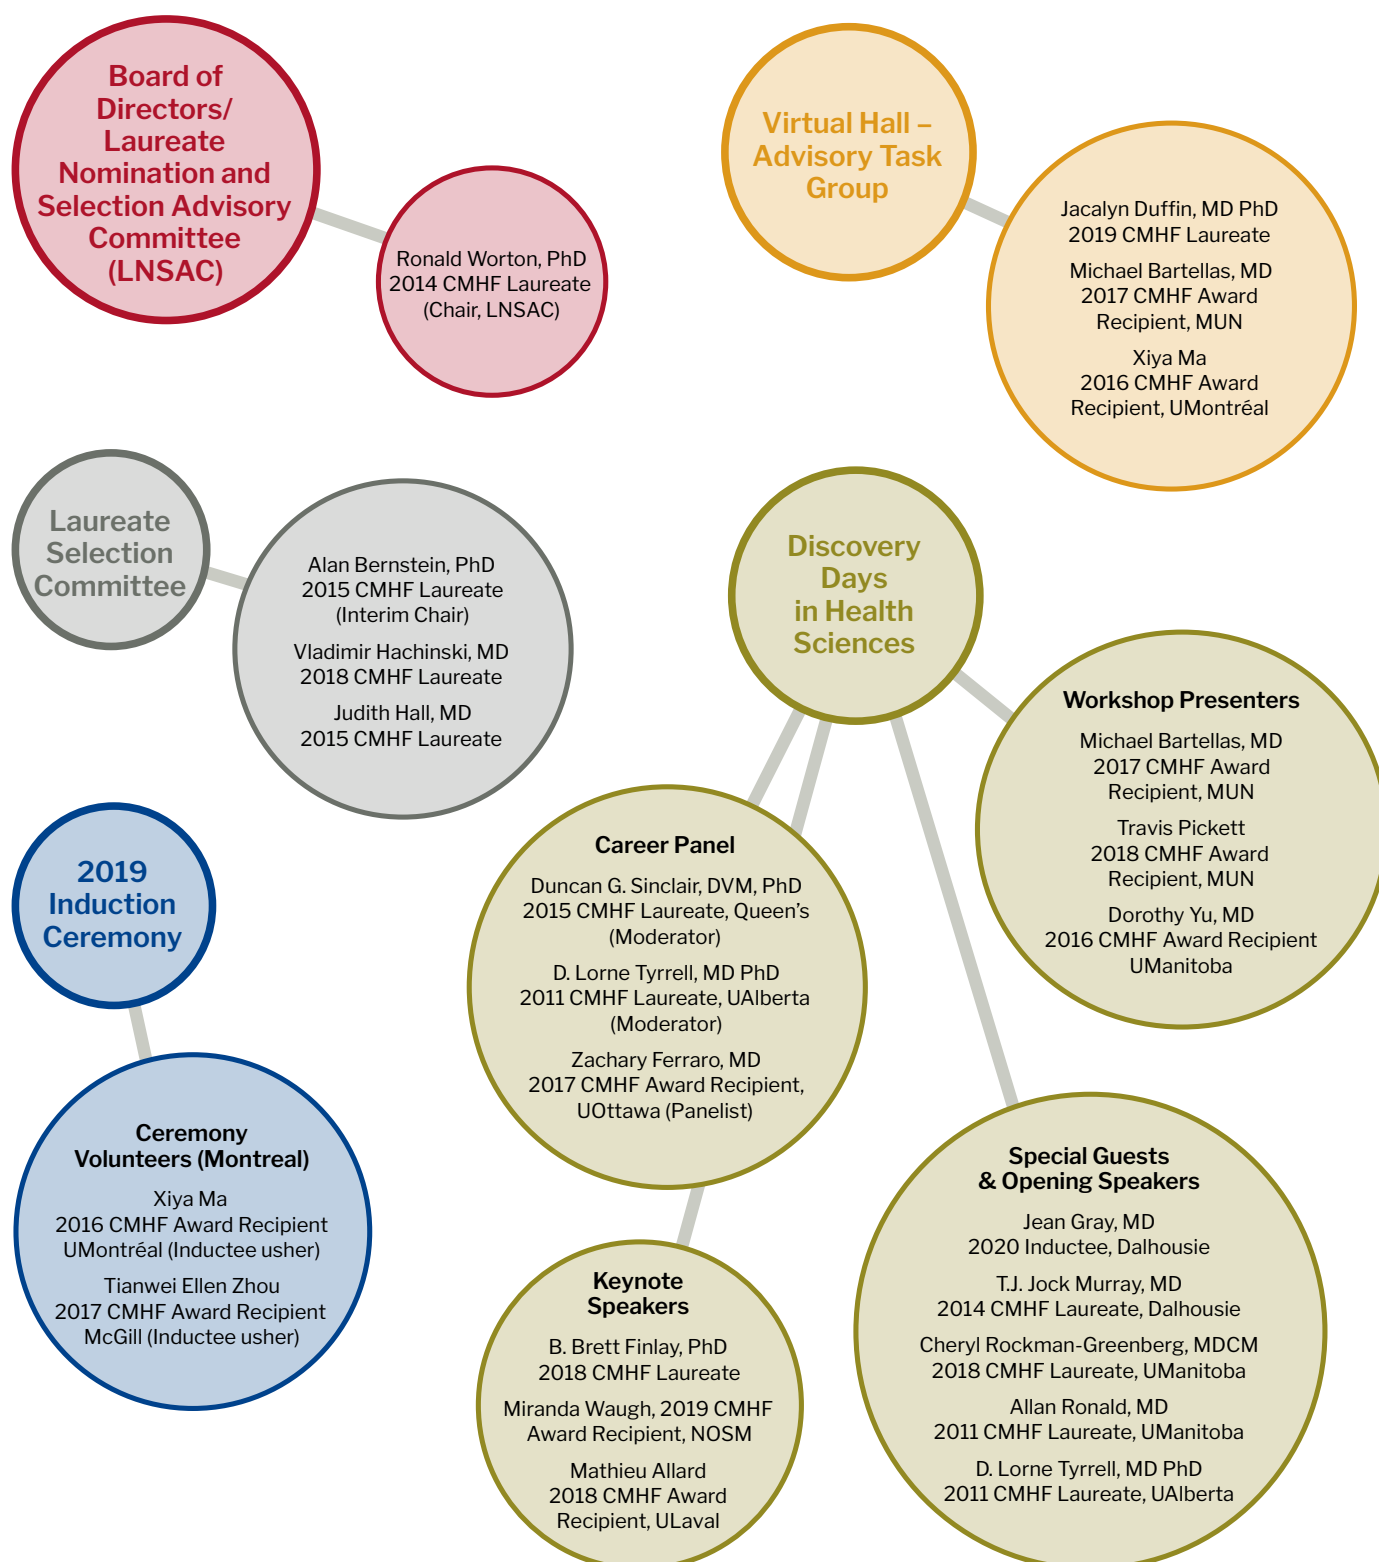 Board of
Directors/
Laureate
Nomination and
Selection Advisory
Committee
(LNSAC)
Ronald Worton, PhD
2014 CMHF Laureate
(Chair, LNSAC)
Virtual Hall –
Advisory Task
Group
Jacalyn Duffin, MD PhD
2019 CMHF Laureate
Michael Bartellas, MD
2017 CMHF Award
Recipient, MUN
Xiya Ma
2016 CMHF Award
Recipient, UMontréal
Laureate
Selection
Committee
Alan Bernstein, PhD
2015 CMHF Laureate
(Interim Chair)
Vladimir Hachinski, MD
2018 CMHF Laureate
Judith Hall, MD
2015 CMHF Laureate
Discovery
Days
in Health
Sciences
Workshop Presenters
Michael Bartellas, MD
2017 CMHF Award
Recipient, MUN
Travis Pickett
2018 CMHF Award
Recipient, MUN
Dorothy Yu, MD
2016 CMHF Award Recipient
UManitoba
Career Panel
Duncan G. Sinclair, DVM, PhD
2015 CMHF Laureate, Queen’s
(Moderator)
D. Lorne Tyrrell, MD PhD
2011 CMHF Laureate, UAlberta
(Moderator)
Zachary Ferraro, MD
2017 CMHF Award Recipient,
UOttawa (Panelist)
2019
Induction
Ceremony
Ceremony
Volunteers (Montreal)
Xiya Ma
2016 CMHF Award Recipient
UMontréal (Inductee usher)
Tianwei Ellen Zhou
2017 CMHF Award Recipient
McGill (Inductee usher)
Keynote
Speakers
B. Brett Finlay, PhD
2018 CMHF Laureate
Miranda Waugh, 2019 CMHF
Award Recipient, NOSM
Mathieu Allard
2018 CMHF Award
Recipient, ULaval
Special Guests
& Opening Speakers
Jean Gray, MD
2020 Inductee, Dalhousie
T.J. Jock Murray, MD
2014 CMHF Laureate, Dalhousie
Cheryl Rockman-Greenberg, MDCM
2018 CMHF Laureate, UManitoba
Allan Ronald, MD
2011 CMHF Laureate, UManitoba
D. Lorne Tyrrell, MD PhD
2011 CMHF Laureate, UAlberta